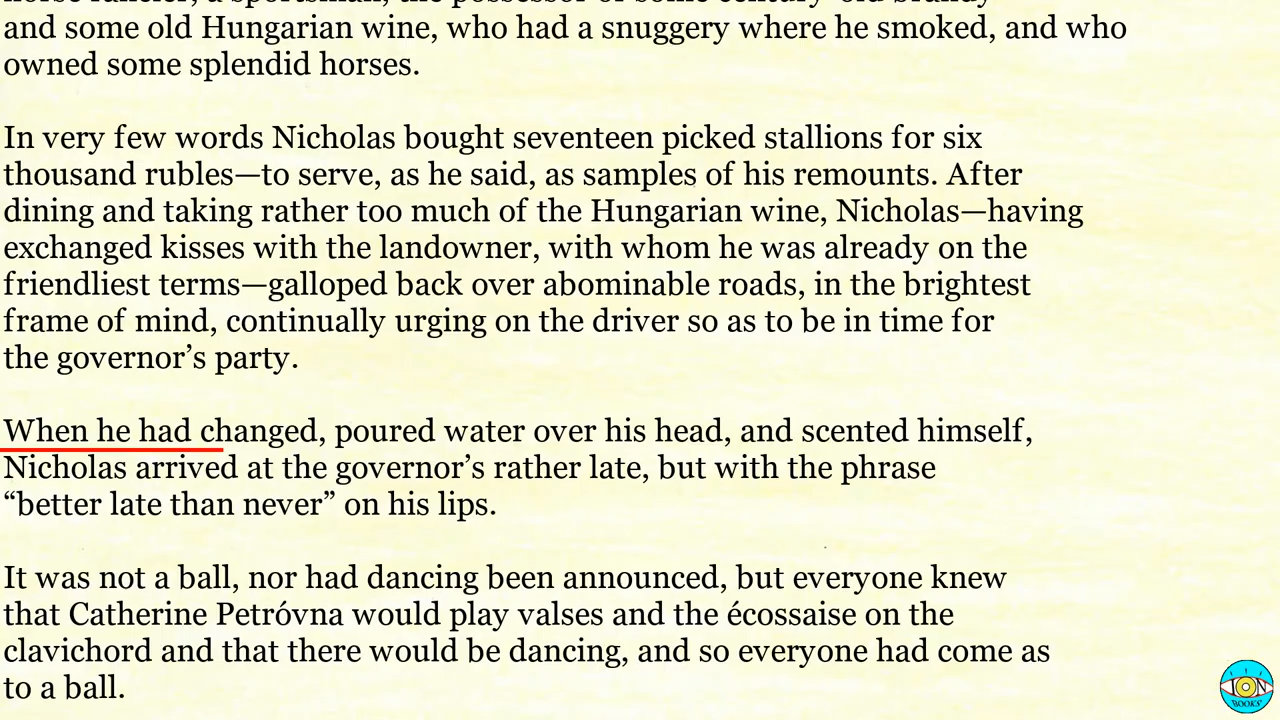 and some old Hungarian wine, who had a snuggery where he smoked, and who
owned some splendid horses.
In very few words Nicholas bought seventeen picked stallions for six
thousand rubles—to serve, as he said, as samples of his remounts. After
dining and taking rather too much of the Hungarian wine, Nicholas—having
exchanged kisses with the landowner, with whom he was already on the
friendliest terms—galloped back over abominable roads, in the brightest
frame of mind, continually urging on the driver so as to be in time for
the governor’s party.
When he had changed, poured water over his head, and scented himself,
Nicholas arrived at the governor’s rather late, but with the phrase
“better late than never” on his lips.
It was not a ball, nor had dancing been announced, but everyone knew
that Catherine Petróvna would play valses and the écossaise on the
clavichord and that there would be dancing, and so everyone had come as
to a ball.
ION
BOOKS